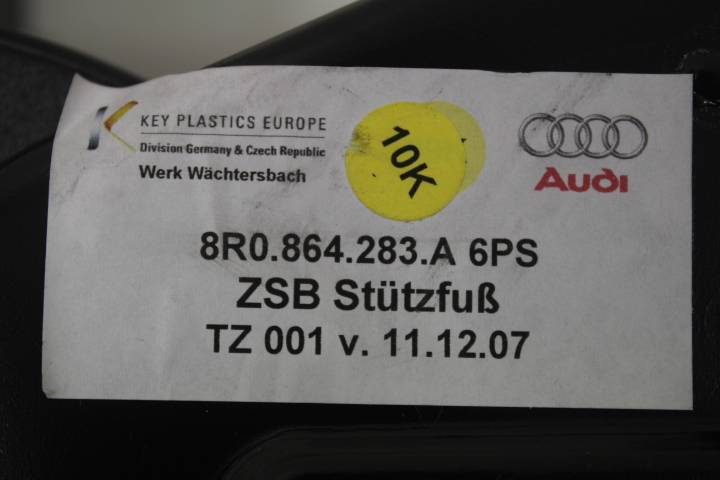 KEY PLASTICS EUROPE
Division Germany & Czech Republic
Werk Wächtersbach
10K
Audi
8R0.864.283.A 6PS
ZSB Stützfuß
TZ 001 v. 11.12.07